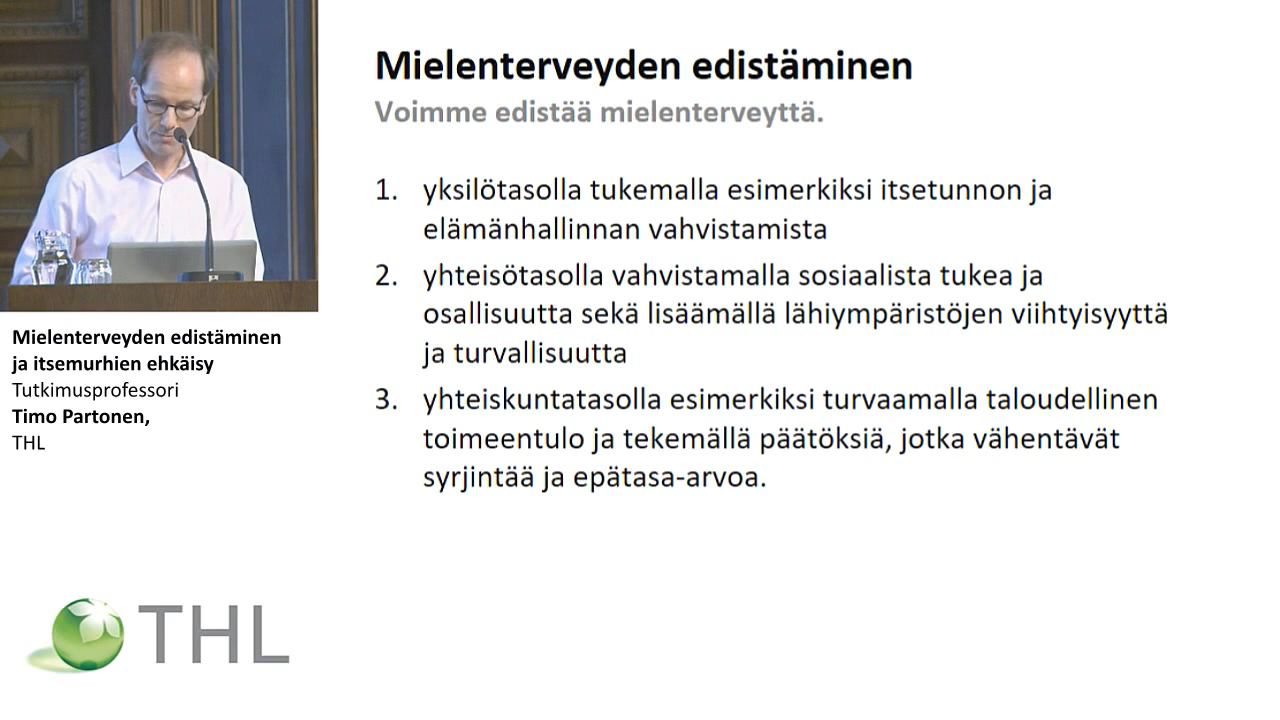 Mielenterveyden edistäminen
Voimme edistää mielenterveyttä.
1. yksilötasolla tukemalla esimerkiksi itsetunnon ja
elämänhallinnan vahvistamista
2. yhteisötasolla vahvistamalla sosiaalista tukea ja
osallisuutta sekä lisäämällä lähiympäristöjen viihtyisyyttä
ja turvallisuutta
3. yhteiskuntatasolla esimerkiksi turvaamalla taloudellinen
toimeentulo ja tekemällä päätöksiä, jotka vähentävät
syrjintää ja epätasa-arvoa.
Mielenterveyden edistäminen
ja itsemurhien ehkäisy
Tutkimusprofessori
Timo Partonen,
THL
THL